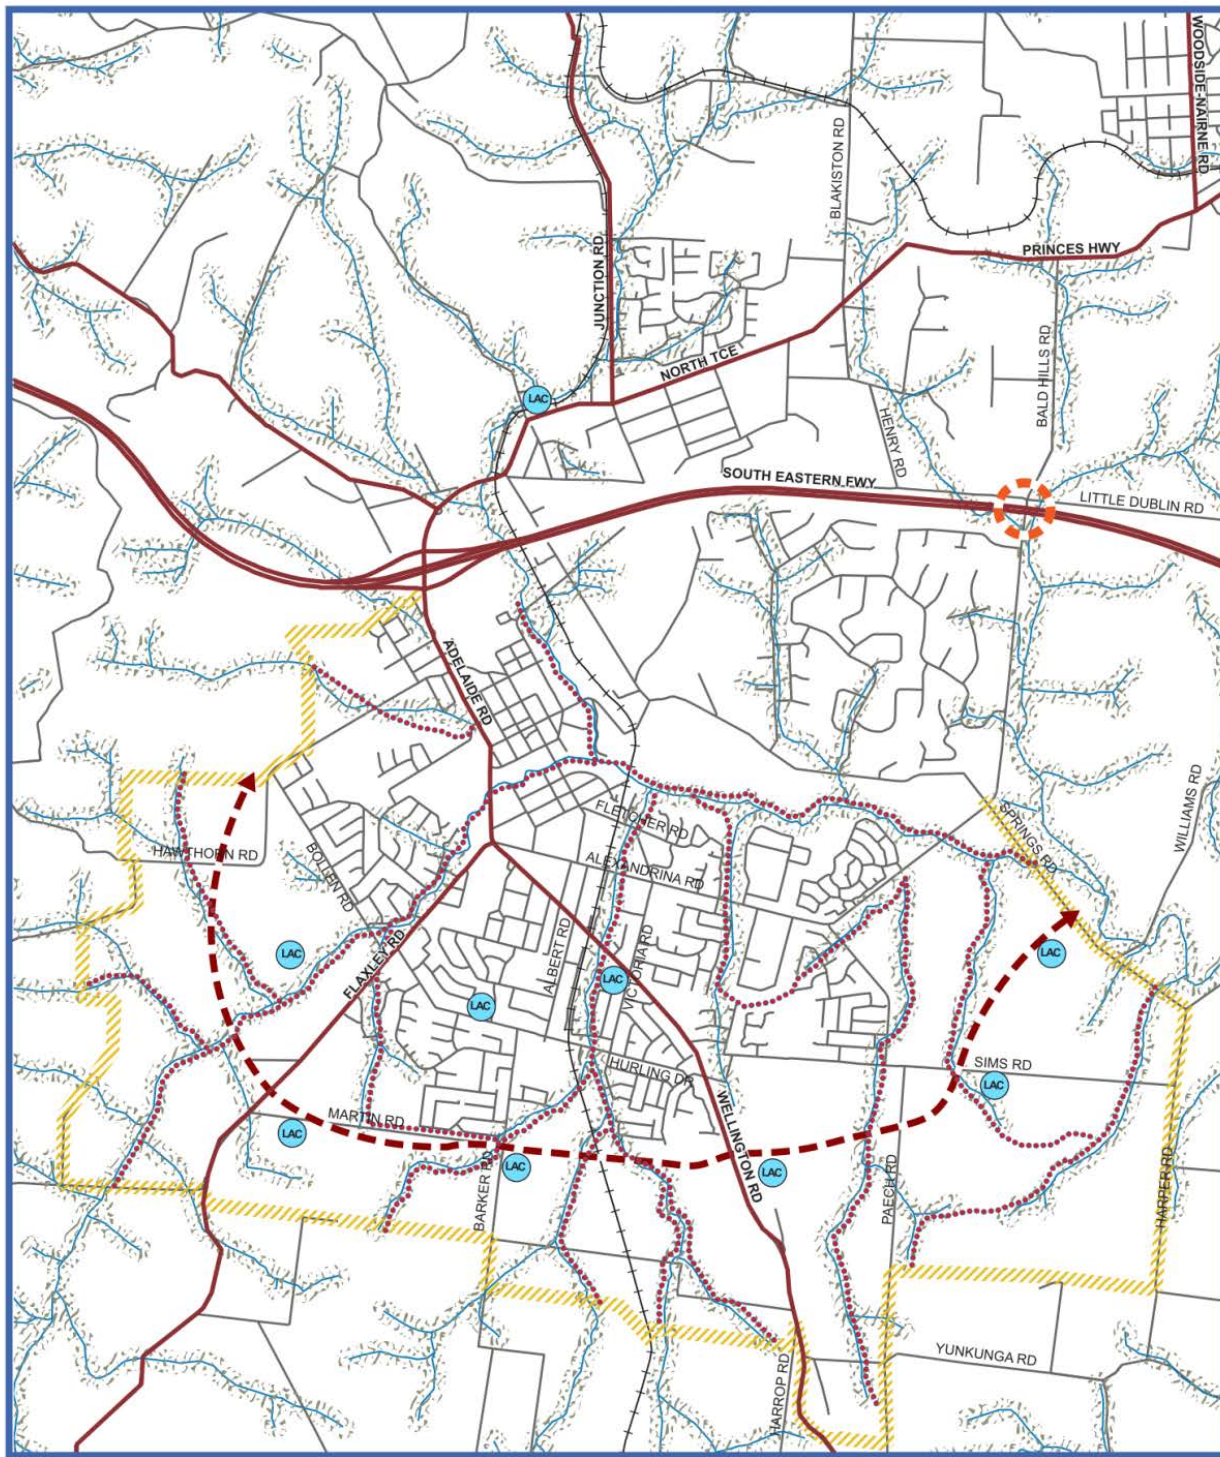 WOODSIDE-NAIRNE RD
BLAKISTON RD
PRINCES HWY
JUNCTION RD
NORTH TCE
BALD HILLS RD
LAC
HENRY RD
SOUTH EASTERN FWY
LITTLE DUBLIN RD
ADELAIDE RD
WILLIAMS RD
FLETCHER RD
SPRINGS RD
HAWTHORN RD
BOLLEN RD
ALEXANDRINA RD
ALBERT RD
VICTORIA RD
FLAXLEY RD
LAC
LAC
LAC
LAC
HURLING DR
SIMS RD
LAC
MARTIN RD
LAC
WELLINGTON RD
LAC
LAC
BARKER RD
PAECH RD
HARPER RD
YUNKUNGA RD
HARROP RD